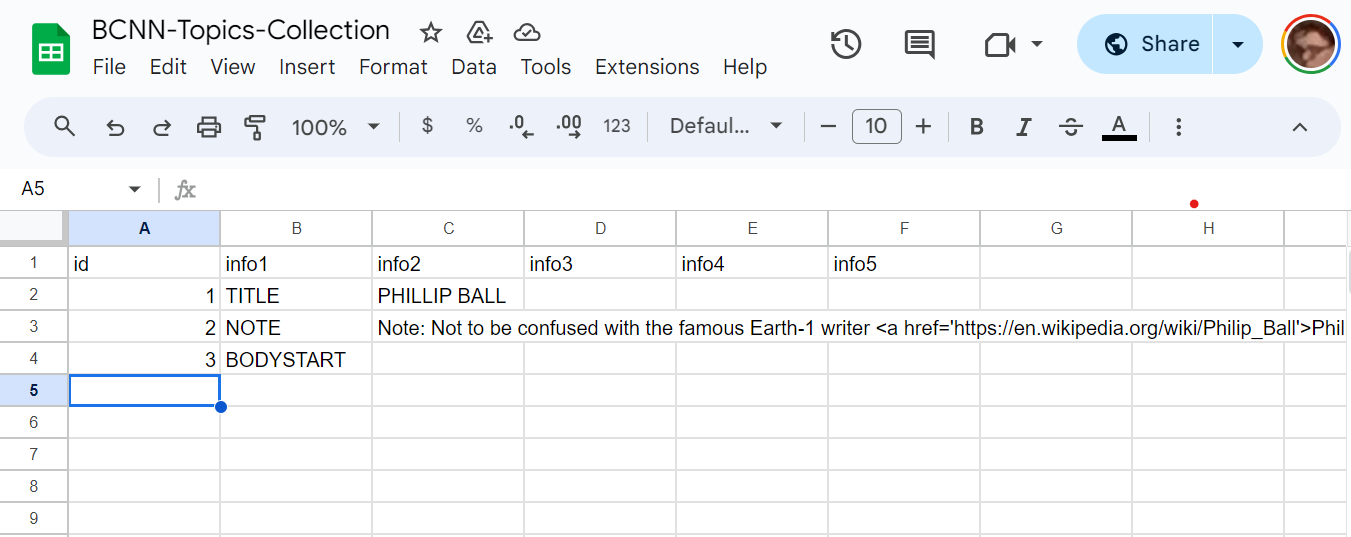 BCNN-Topics-Collection
File Edit View Insert Format Data Tools Extensions Help
Share
100% $ % .0 .00 123 Defaul... 10 B I S A
A5 fx
A B C D E F G H
1 id info1 info2 info3 info4 info5
2 1 TITLE PHILLIP BALL
3 2 NOTE Note: Not to be confused with the famous Earth-1 writer <a href='https://en.wikipedia.org/wiki/Philip_Ball'>Phil
4 3 BODYSTART
5
6
7
8
9